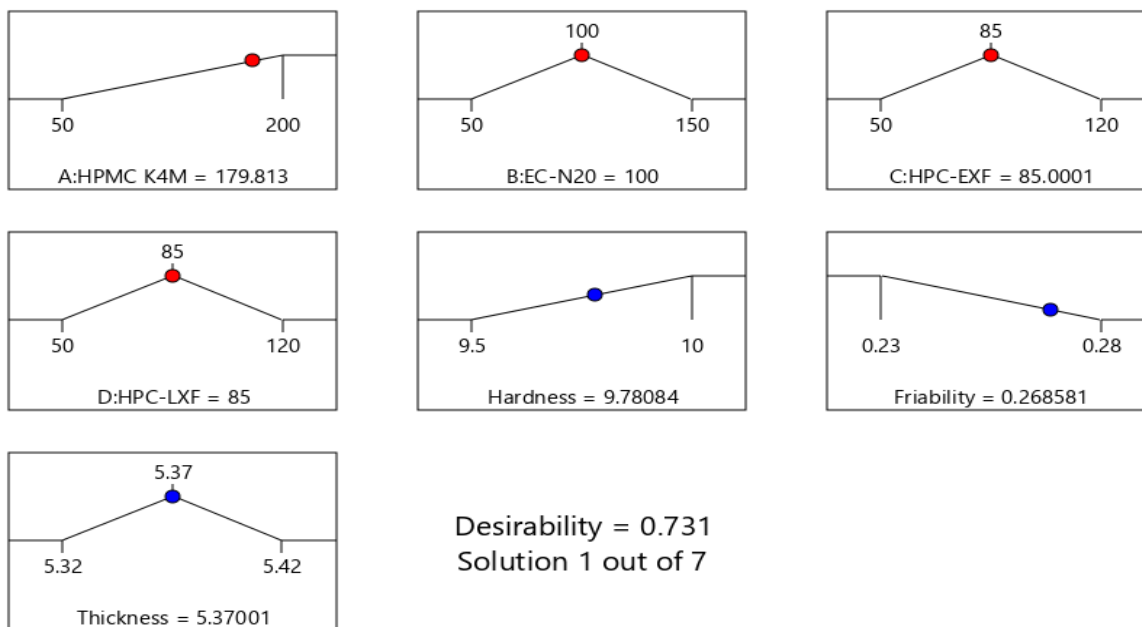 50
200
A:HPMC K4M = 179.813
100
50
150
B:EC-N20 = 100
85
50
120
C:HPC-EXF = 85.0001
85
50
120
D:HPC-LXF = 85
9.5
10
Hardness = 9.78084
0.23
0.28
Friability = 0.268581
5.37
5.32
5.42
Thickness = 5.37001
Desirability = 0.731
Solution 1 out of 7